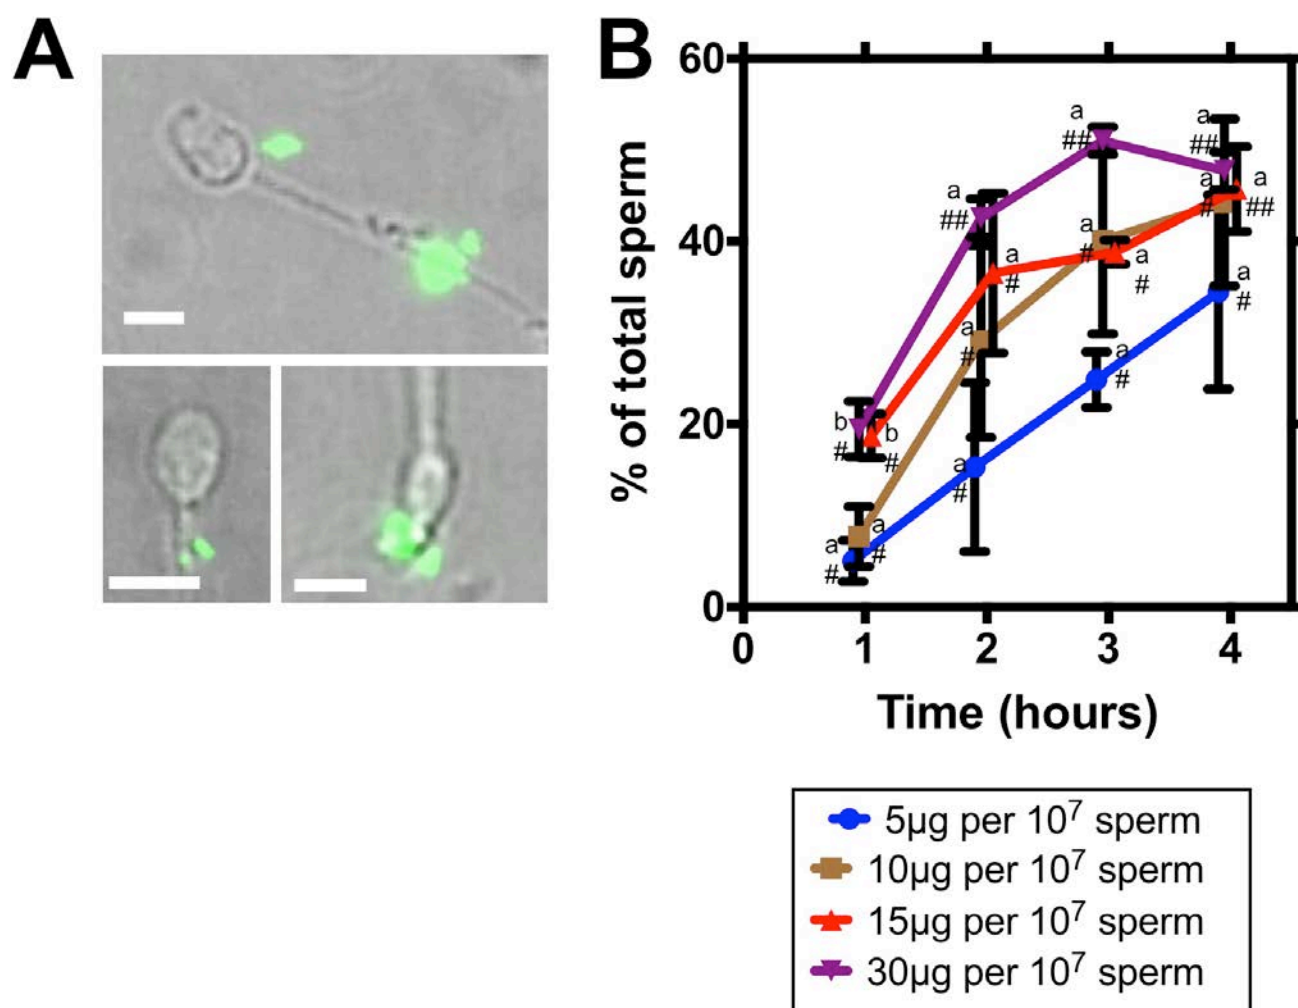 A
B
% of total sperm
60
40
20
0
a
##
a
##
a
##
a
#
a
##
a
#
a
#
a
#
a
#
a
#
a
#
a
#
b
#
b
#
a
#
a
#
0 1 2 3 4
Time (hours)
5µg per 10⁷ sperm
10µg per 10⁷ sperm
15µg per 10⁷ sperm
30µg per 10⁷ sperm